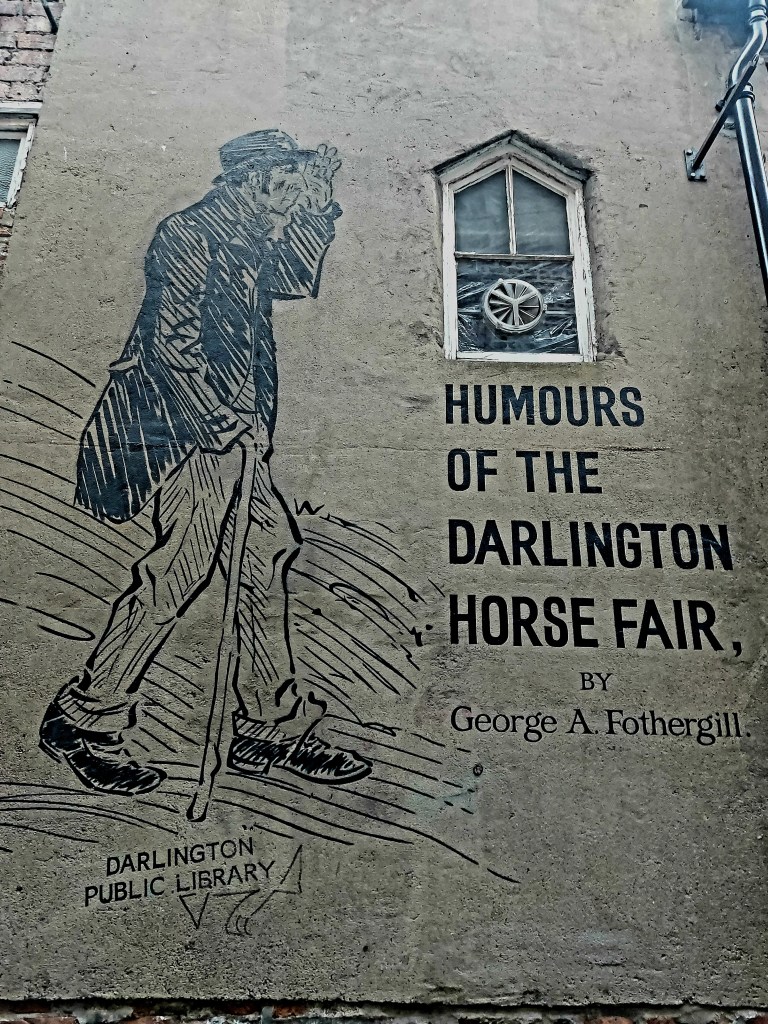 HUMOURS
OF THE
DARLINGTON
HORSE FAIR,
BY
George A. Fothergill.
DARLINGTON
PUBLIC LIBRARY